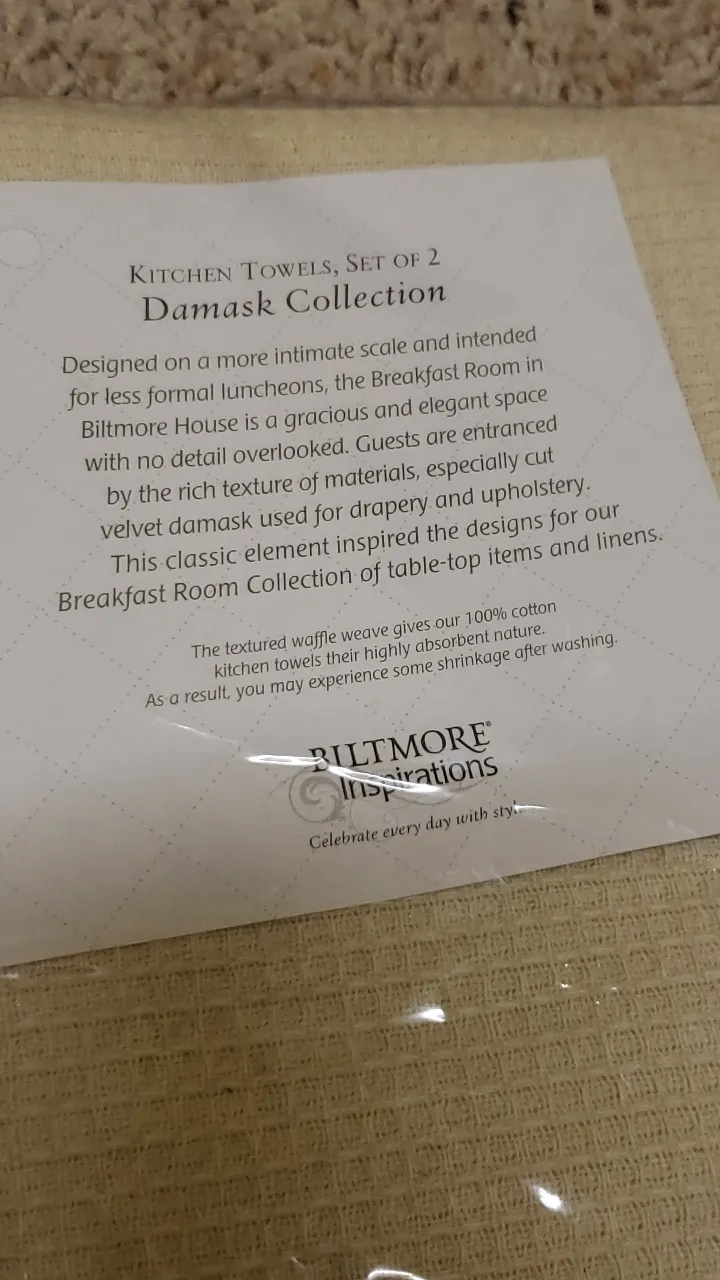 KITCHEN TOWELS, SET OF 2
Damask Collection
Designed on a more intimate scale and intended
for less formal luncheons, the Breakfast Room in
Biltmore House is a gracious and elegant space
with no detail overlooked. Guests are entranced
by the rich texture of materials, especially cut
velvet damask used for drapery and upholstery.
This classic element inspired the designs for our
Breakfast Room Collection of table-top items and linens.
The textured waffle weave gives our 100% cotton
kitchen towels their highly absorbent nature.
As a result, you may experience some shrinkage after washing.
BILTMORE®
Inspirations
Celebrate every day with